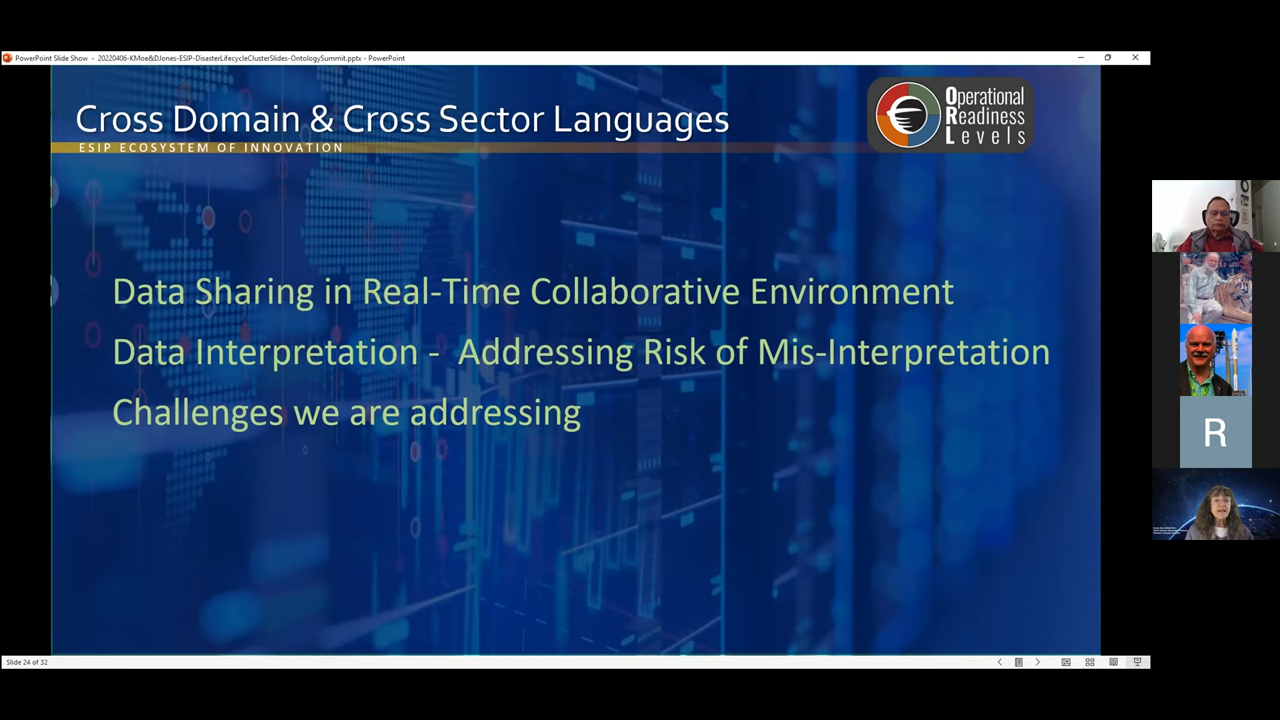 PowerPoint Slide Show - 20220406-KMoe&DJones-ESIP-DisasterLifecycleClusterSlides-OntologySummit.pptx - PowerPoint
Cross Domain & Cross Sector Languages
ESIP ECOSYSTEM OF INNOVATION
Operational
Readiness
Levels
Data Sharing in Real-Time Collaborative Environment
Data Interpretation - Addressing Risk of Mis-Interpretation
Challenges we are addressing
R
Slide 24 of 32